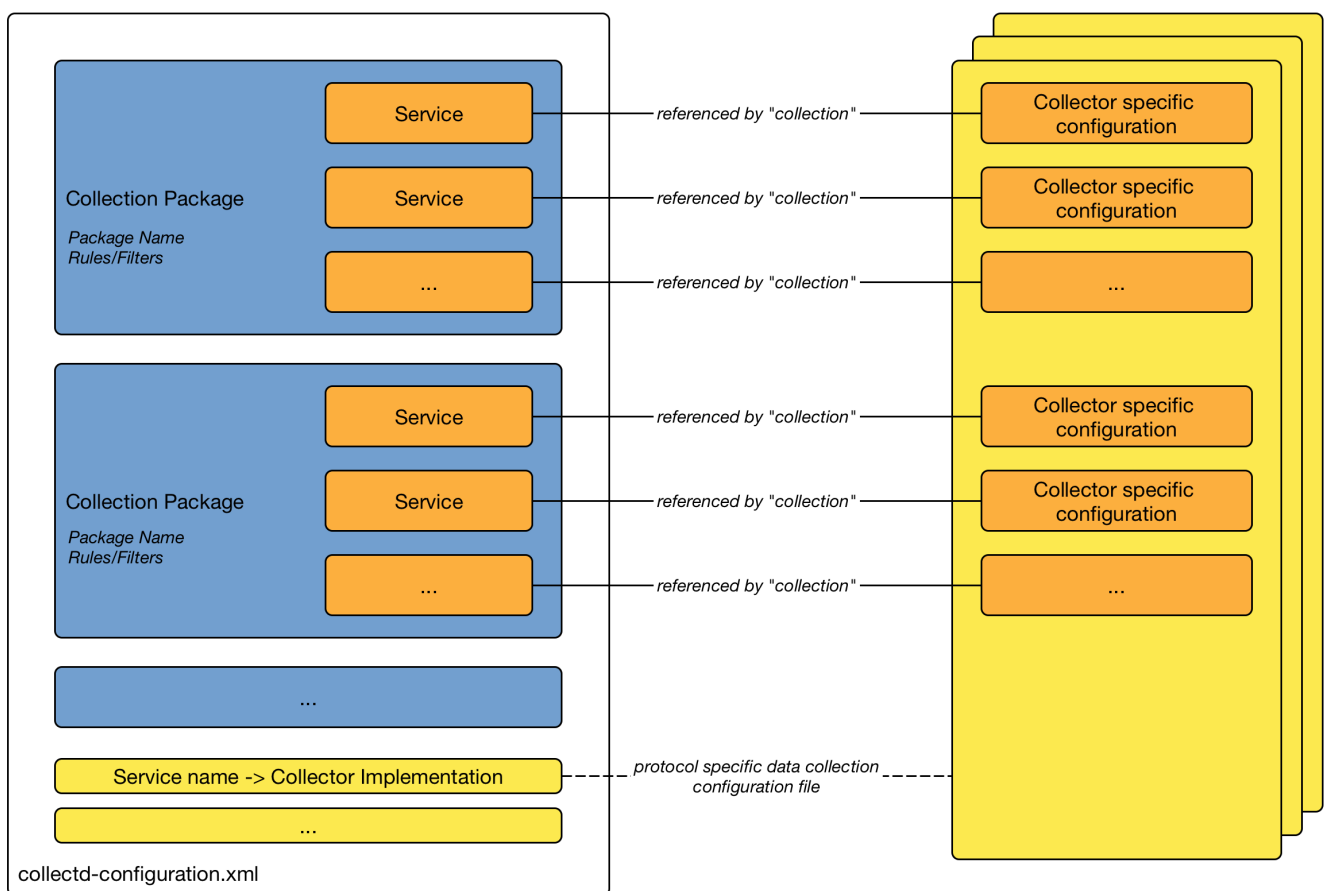 Service
referenced by "collection"
Collector specific
configuration
Collection Package
Package Name
Rules/Filters
Service
referenced by "collection"
Collector specific
configuration
...
referenced by "collection"
...
Service
referenced by "collection"
Collector specific
configuration
Collection Package
Package Name
Rules/Filters
Service
referenced by "collection"
Collector specific
configuration
...
referenced by "collection"
...
...
Service name -> Collector Implementation
protocol specific data collection
configuration file
...
collectd-configuration.xml